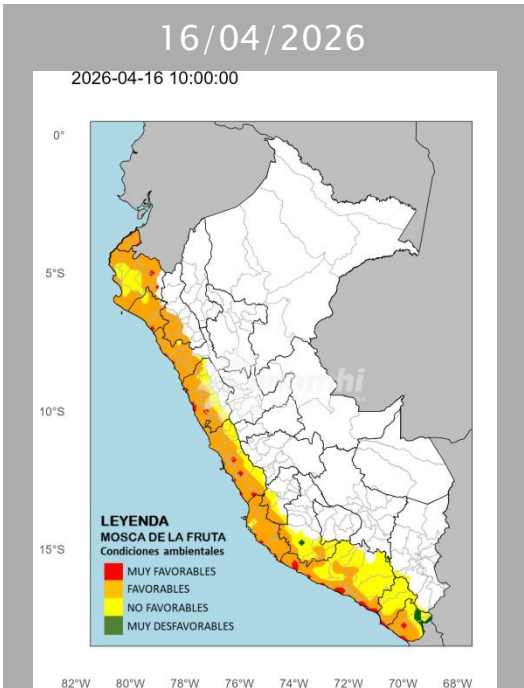 16/04/2026
2026-04-16 10:00:00
0°
5°S
10°S
15°S
LEYENDA
MOSCA DE LA FRUTA
Condiciones ambientales
MUY FAVORABLES
FAVORABLES
NO FAVORABLES
MUY DESFAVORABLES
82°W 80°W 78°W 76°W 74°W 72°W 70°W 68°W